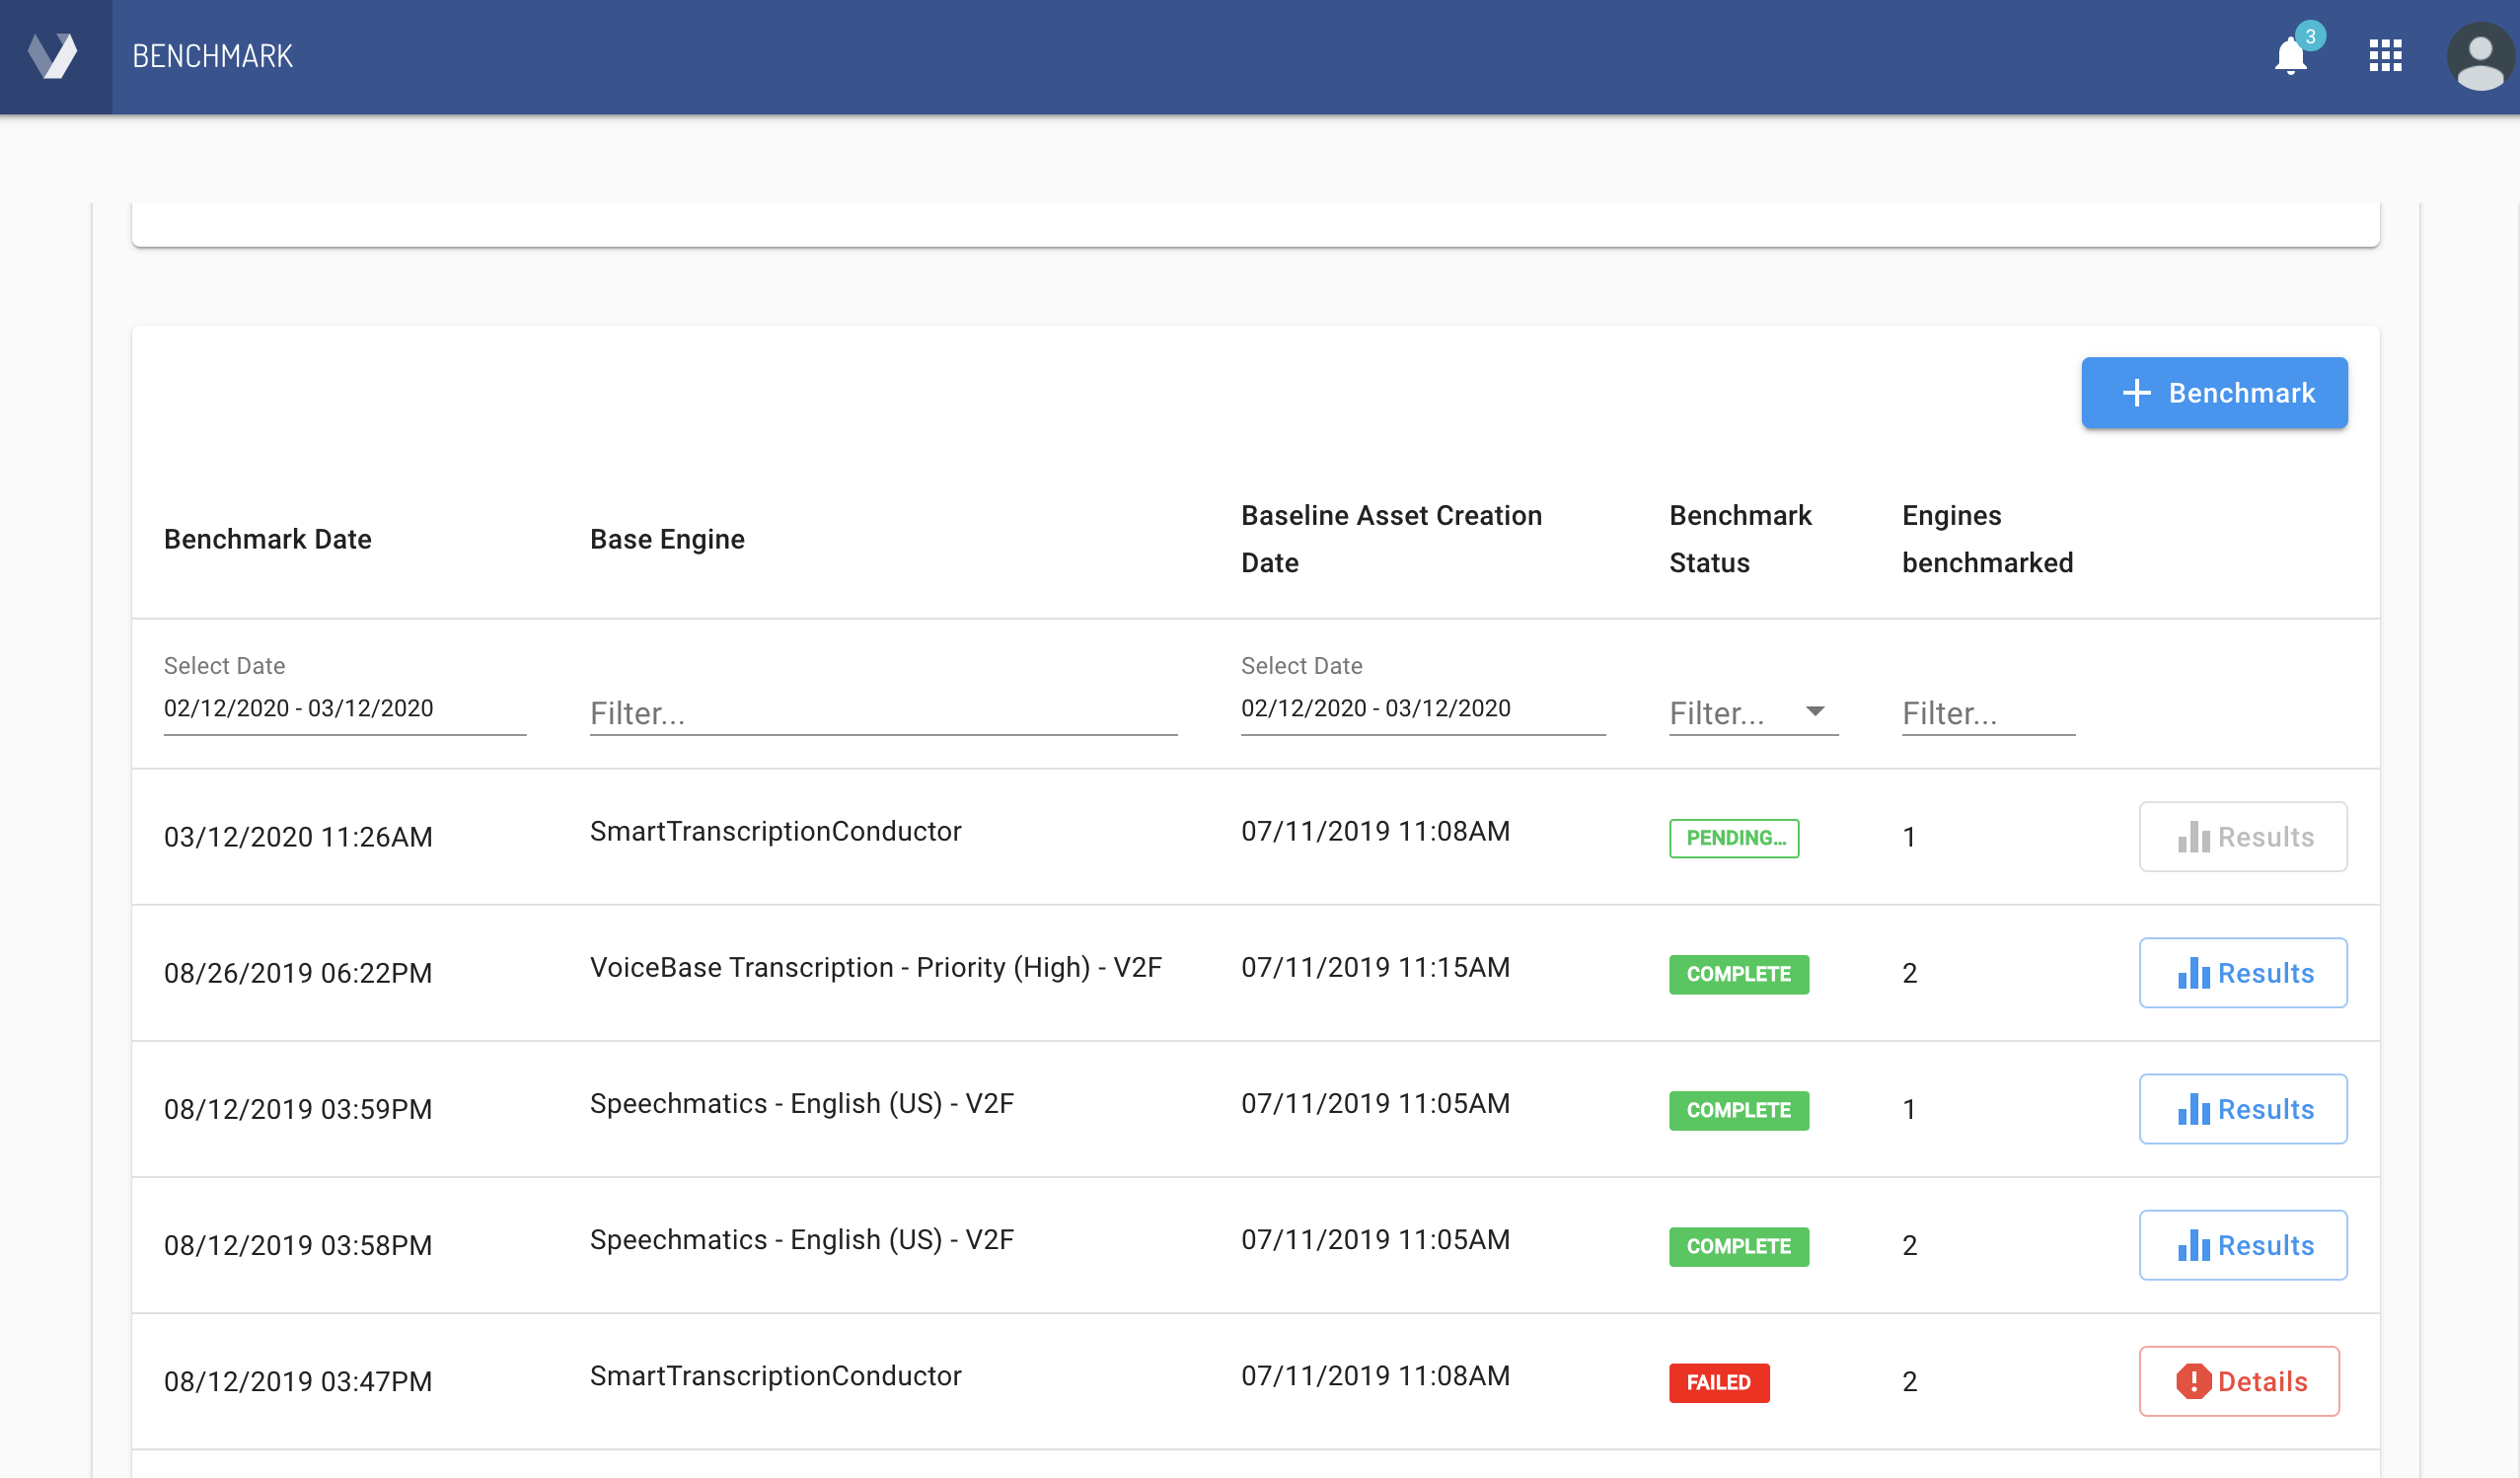 BENCHMARK
3
Benchmark
Benchmark Date
Base Engine
Baseline Asset Creation
Date
Benchmark
Status
Engines
benchmarked
Select Date
02/12/2020 - 03/12/2020
Filter...
Select Date
02/12/2020 - 03/12/2020
Filter...
Filter...
03/12/2020 11:26AM
SmartTranscriptionConductor
07/11/2019 11:08AM
PENDING...
1
Results
08/26/2019 06:22PM
VoiceBase Transcription - Priority (High) - V2F
07/11/2019 11:15AM
COMPLETE
2
Results
08/12/2019 03:59PM
Speechmatics - English (US) - V2F
07/11/2019 11:05AM
COMPLETE
1
Results
08/12/2019 03:58PM
Speechmatics - English (US) - V2F
07/11/2019 11:05AM
COMPLETE
2
Results
08/12/2019 03:47PM
SmartTranscriptionConductor
07/11/2019 11:08AM
FAILED
2
Details